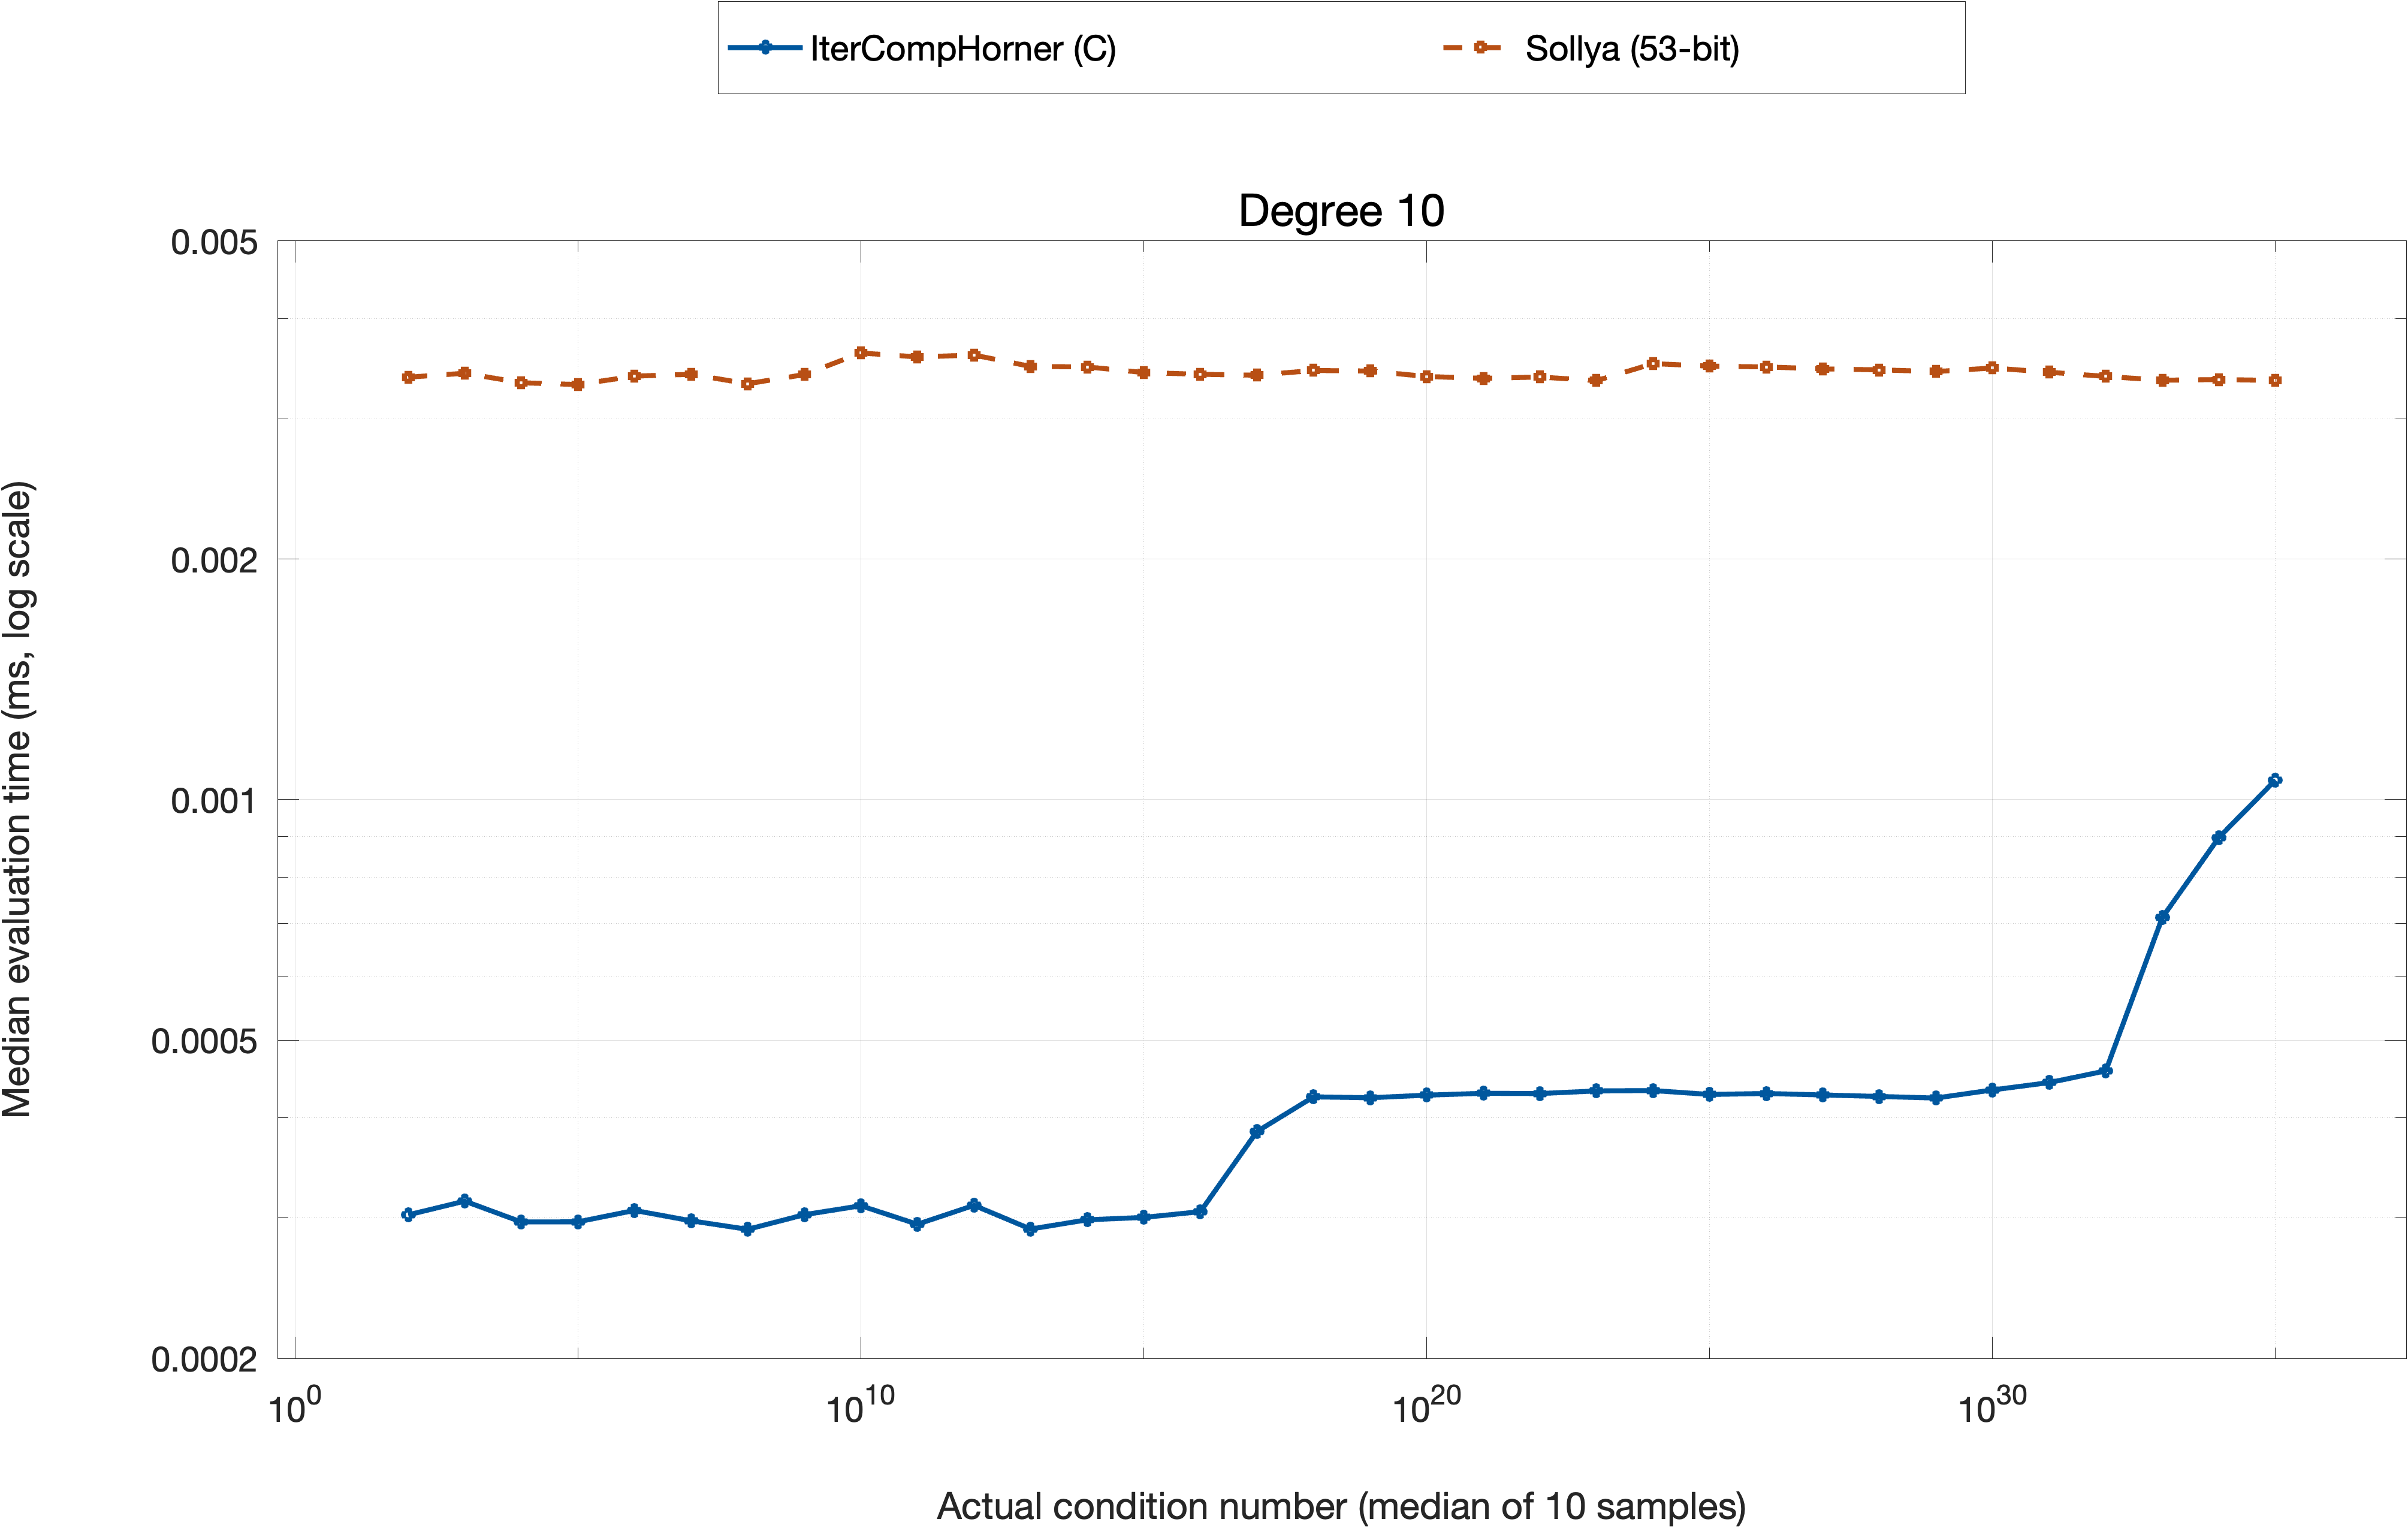 IterCompHorner (C)
Sollya (53-bit)
Degree 10
0.005
0.002
0.001
0.0005
0.0002
Median evaluation time (ms, log scale)
10^0
10^10
10^20
10^30
Actual condition number (median of 10 samples)